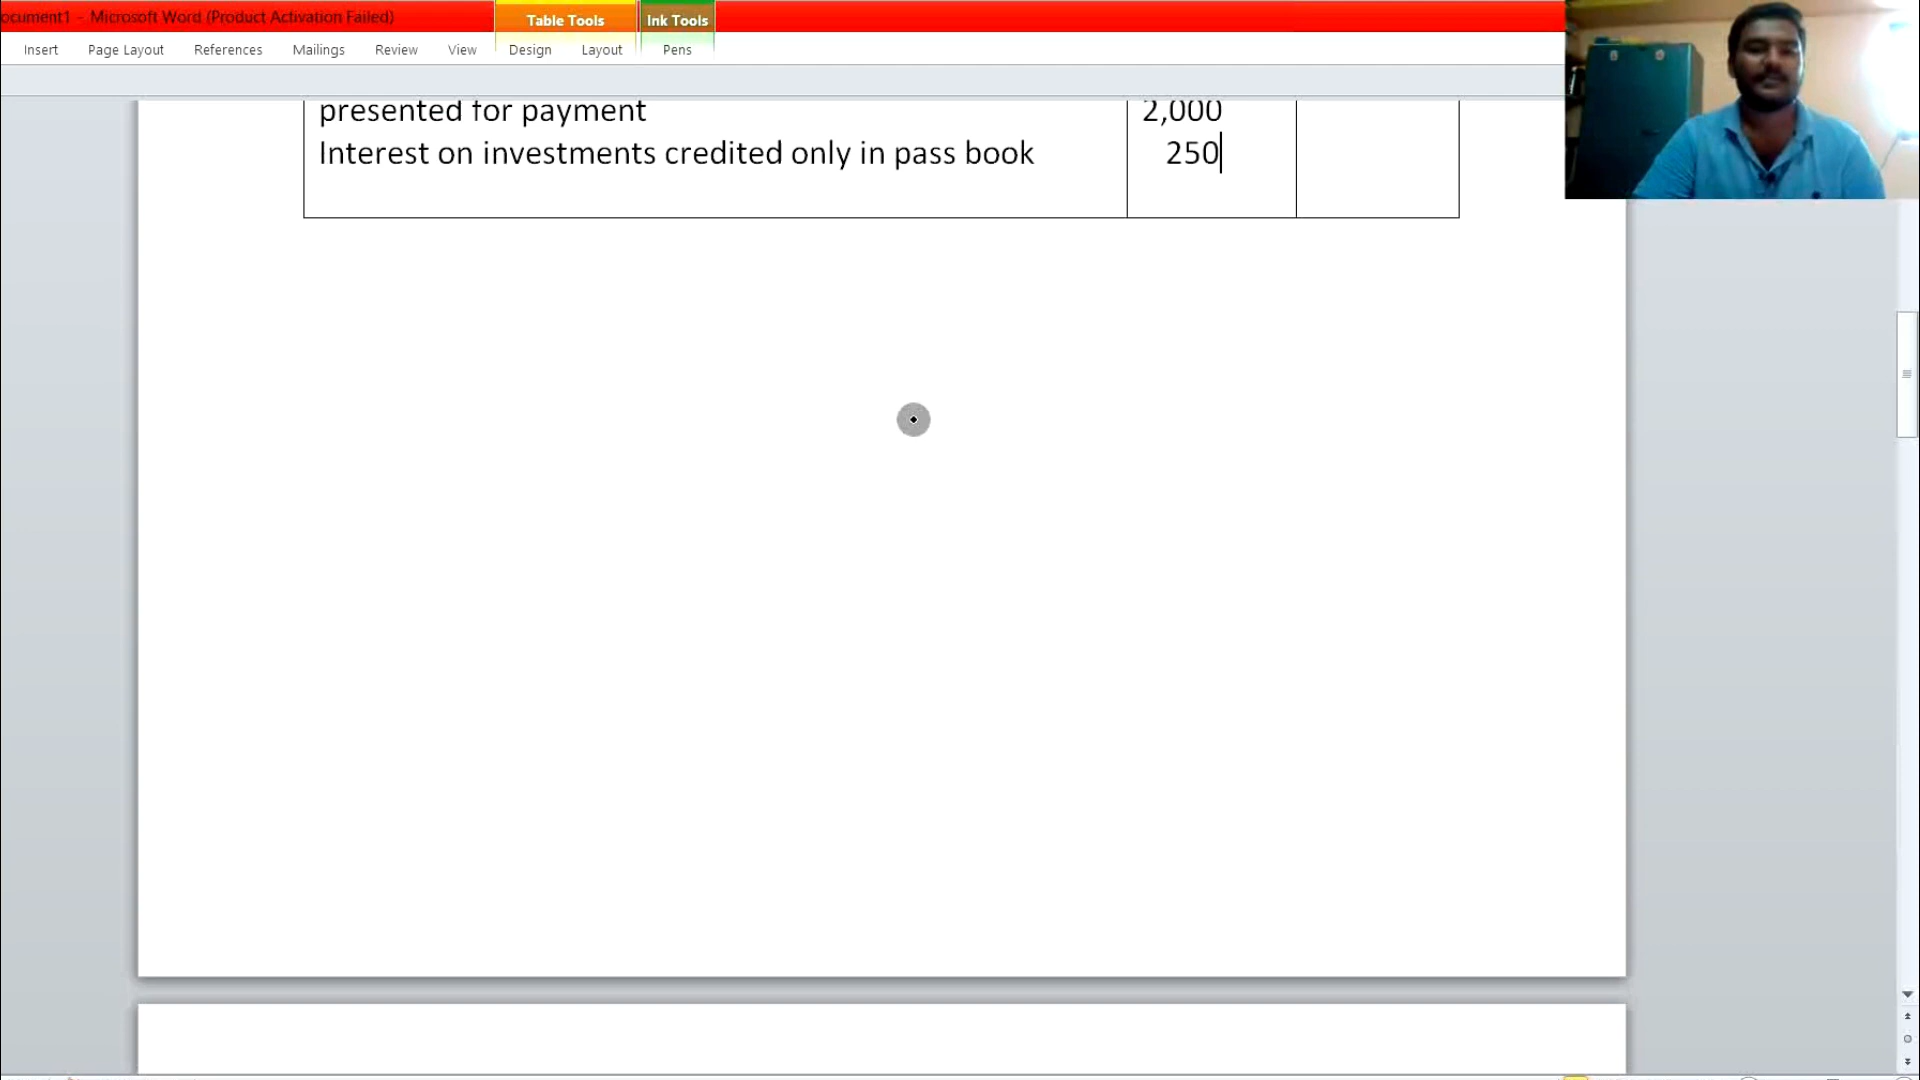 ocument1 - Microsoft Word (Product Activation Failed)
Table Tools
Ink Tools
Insert
Page Layout
References
Mailings
Review
View
Design
Layout
Pens
presented for payment 2,000
Interest on investments credited only in pass book 250